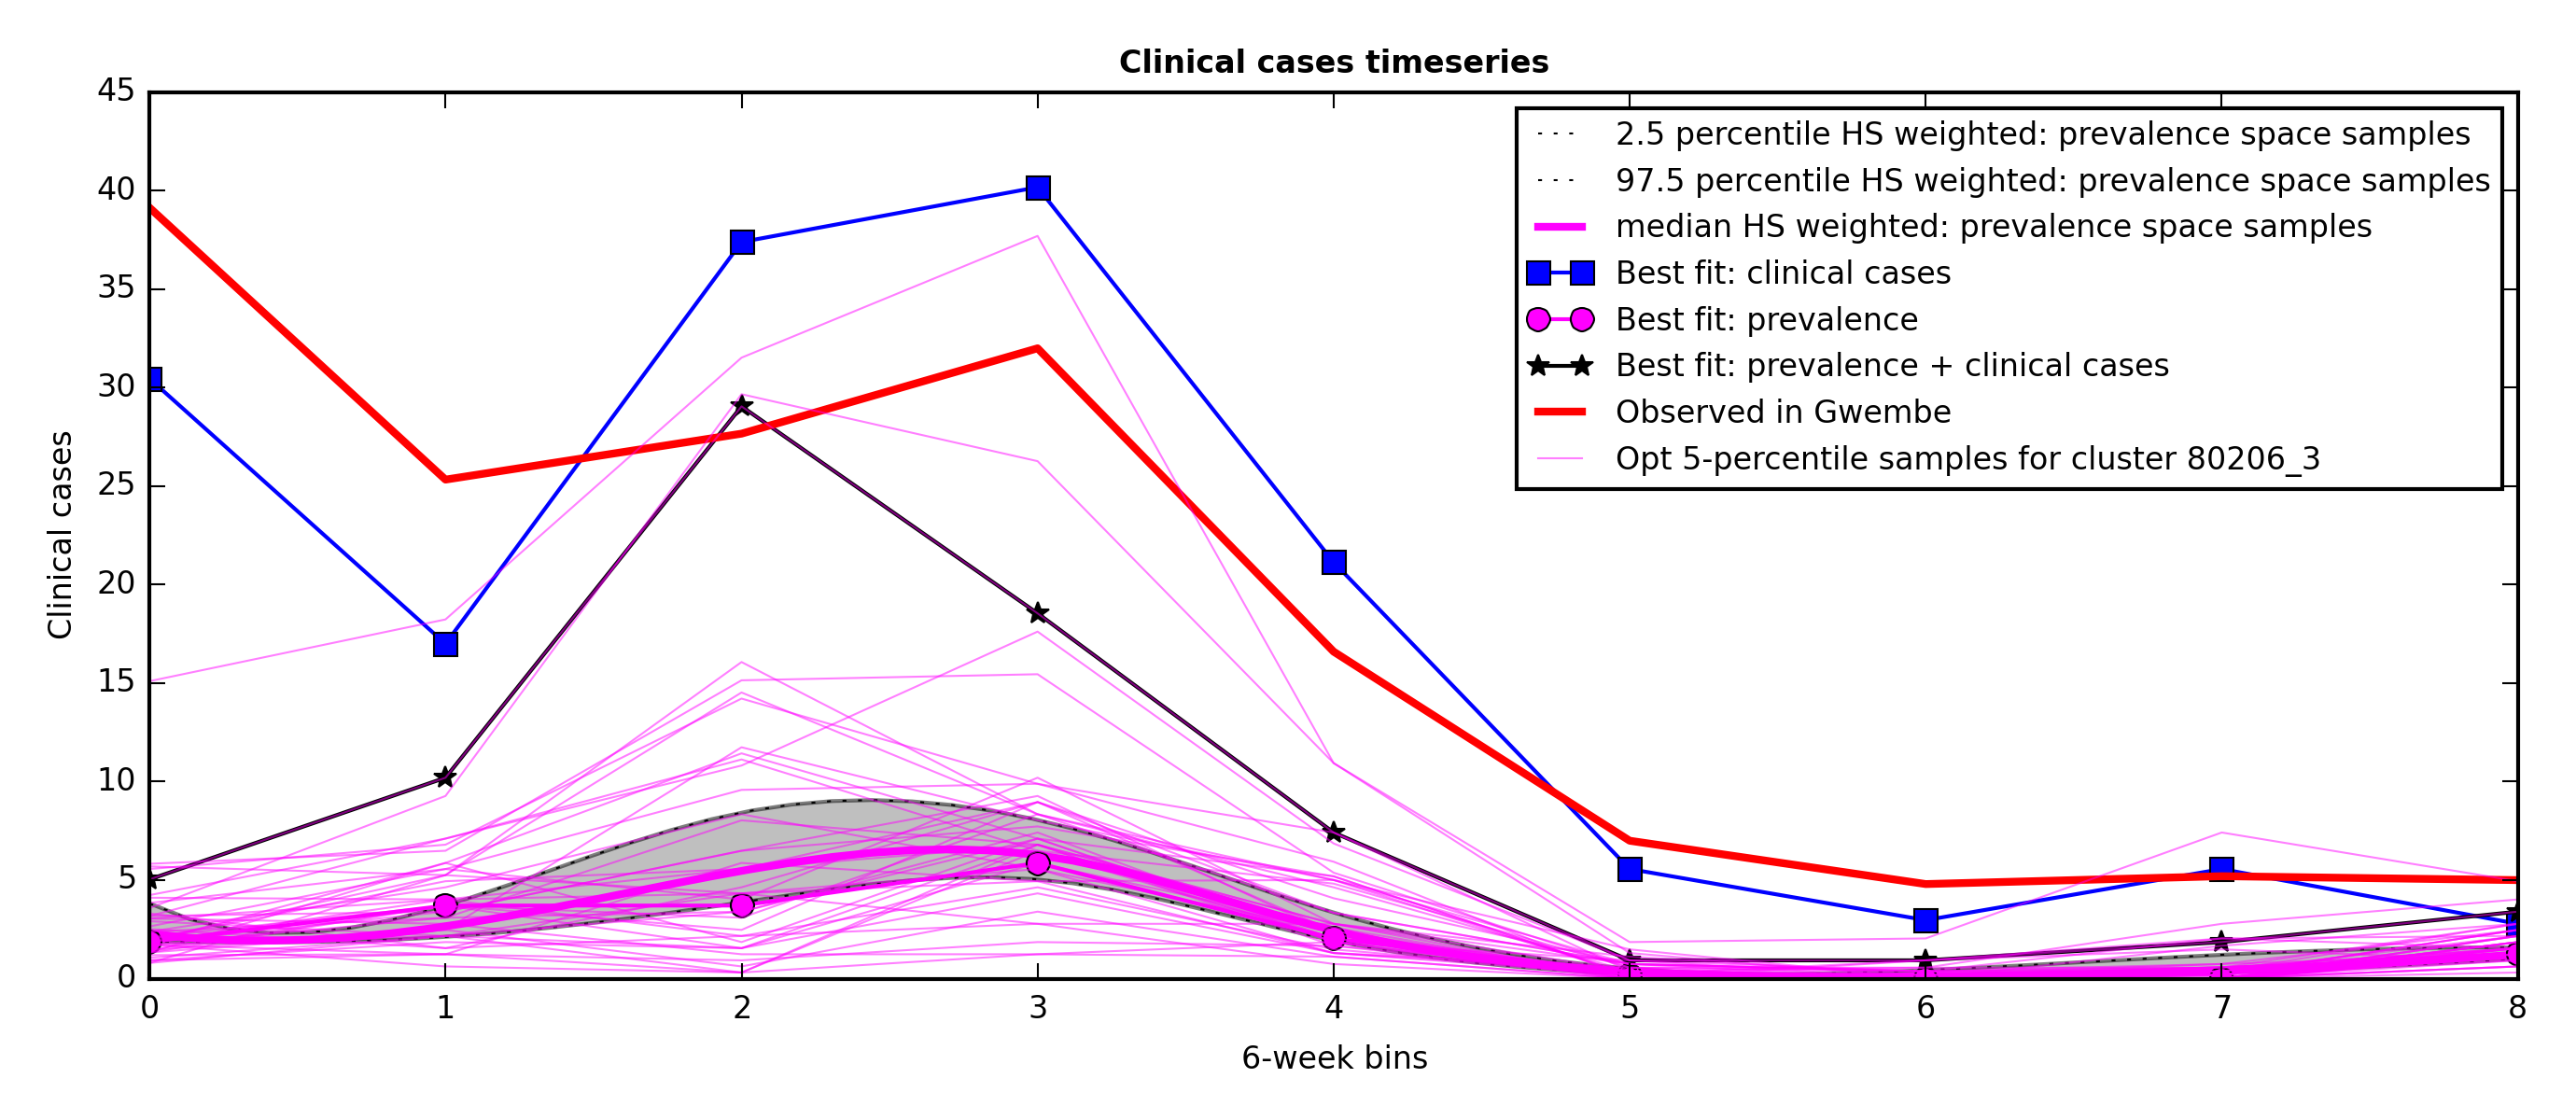 Clinical cases timeseries
45
40
35
30
25
20
15
10
5
0
Clinical cases
2.5 percentile HS weighted: prevalence space samples
97.5 percentile HS weighted: prevalence space samples
median HS weighted: prevalence space samples
Best fit: clinical cases
Best fit: prevalence
Best fit: prevalence + clinical cases
Observed in Gwembe
Opt 5-percentile samples for cluster 80206_3
0 1 2 3 4 5 6 7 8
6-week bins